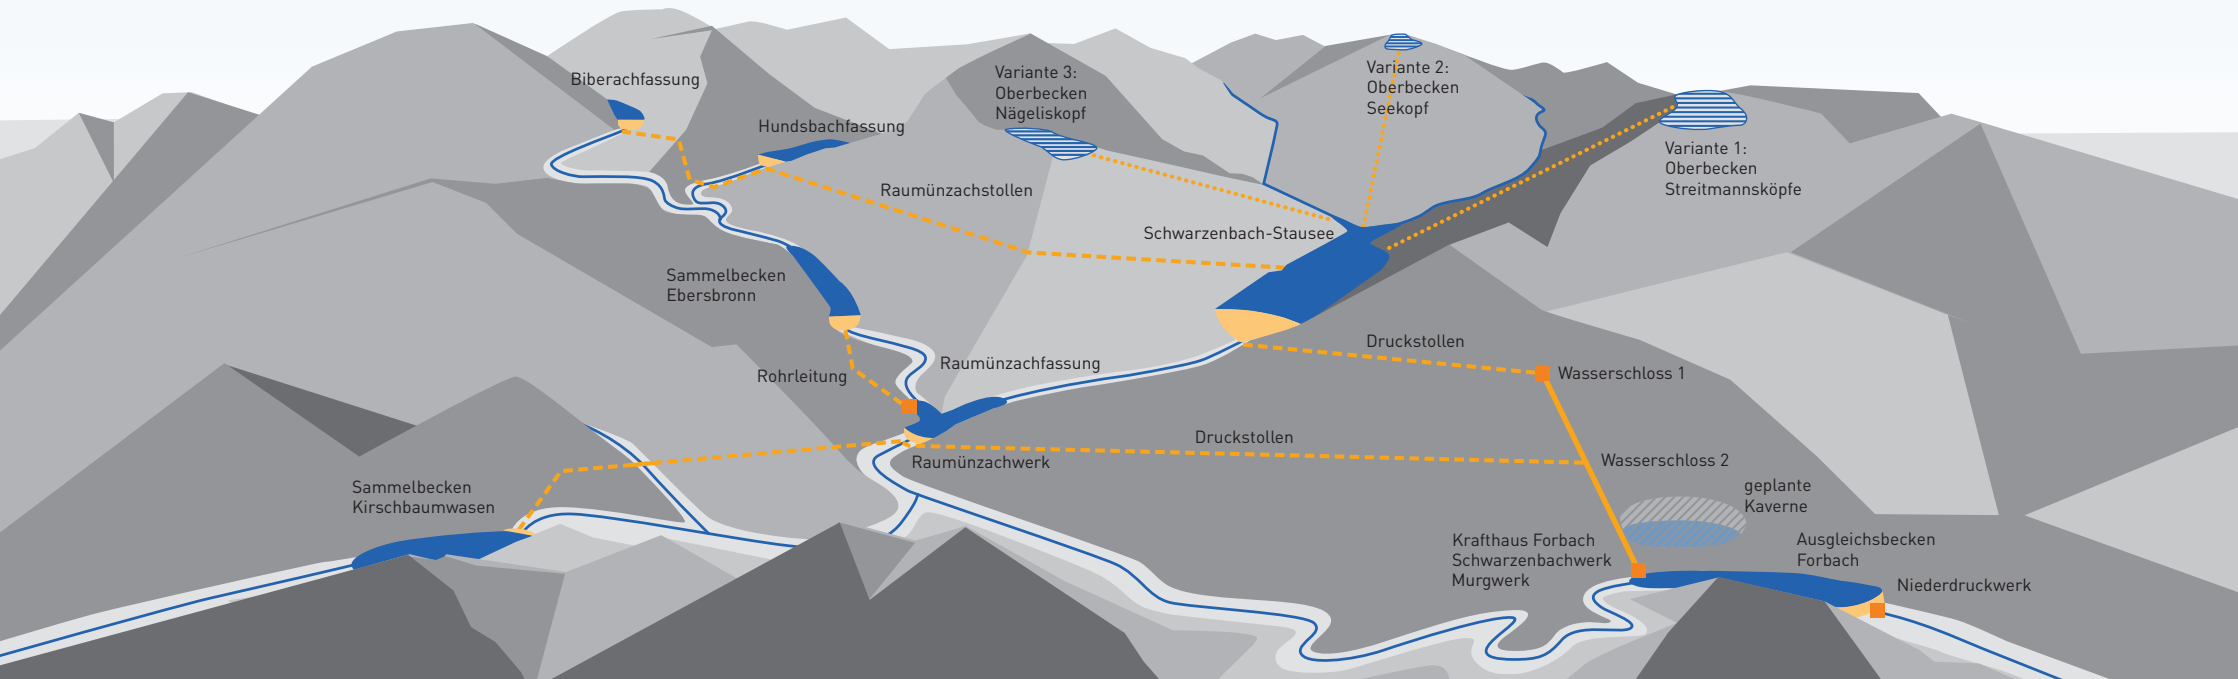 Biberachfassung
Hundsbachfassung
Variante 3:
Oberbecken
Nägeliskopf
Variante 2:
Oberbecken
Seekopf
Variante 1:
Oberbecken
Streitmannsköpfe
Raumünzachstollen
Schwarzenbach-Stausee
Sammelbecken
Ebersbronn
Rohrleitung
Raumünzachfassung
Druckstollen
Wasserschloss 1
Druckstollen
Wasserschloss 2
Raumünzachwerk
Sammelbecken
Kirschbaumwasen
geplante
Kaverne
Krafthaus Forbach
Schwarzenbachwerk
Murgwerk
Ausgleichsbecken
Forbach
Niederdruckwerk